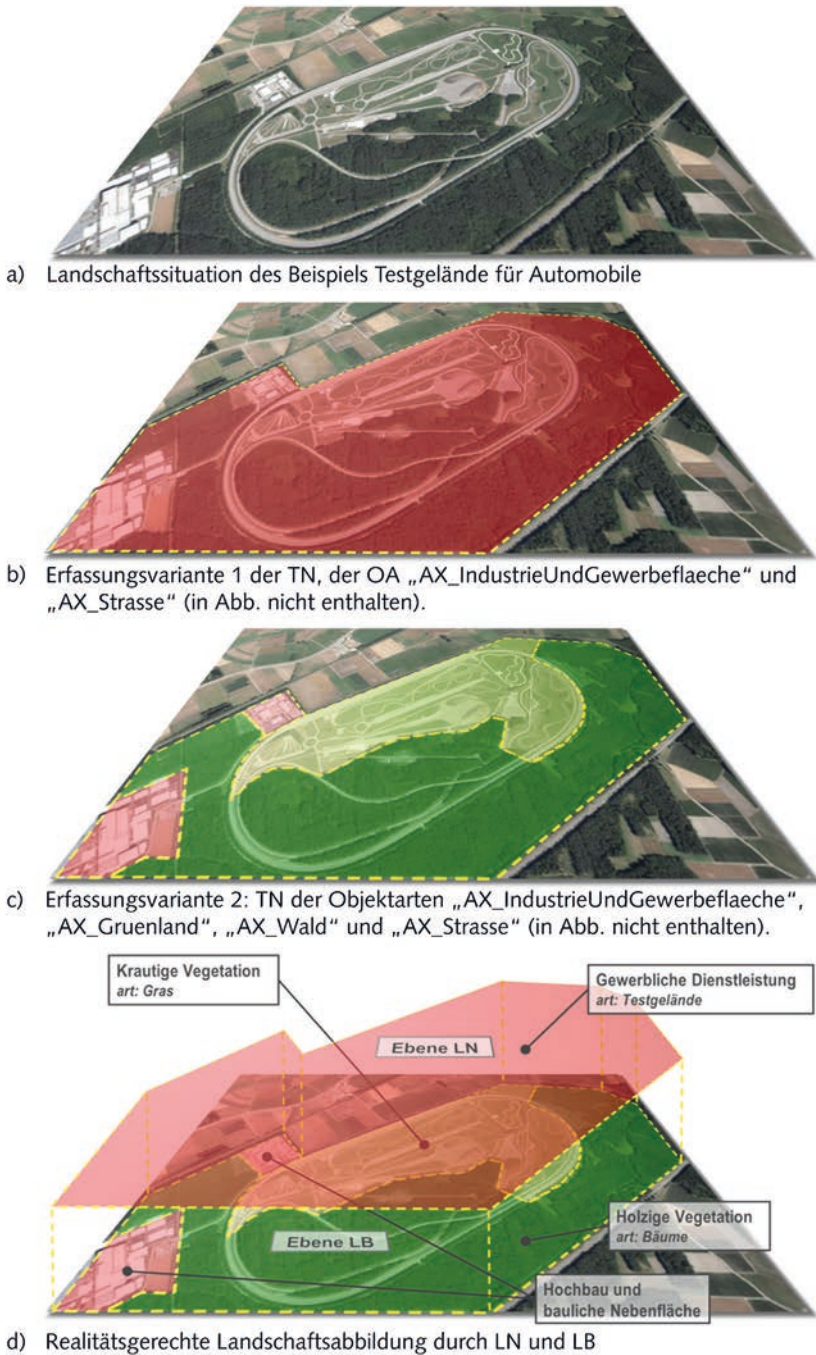 a) Landschaftssituation des Beispiels Testgelände für Automobile
b) Erfassungsvariante 1 der TN, der OA „AX_IndustrieUndGewerbeflaeche“ und
„AX_Strasse“ (in Abb. nicht enthalten).
c) Erfassungsvariante 2: TN der Objektarten „AX_IndustrieUndGewerbeflaeche“,
„AX_Gruenland“, „AX_Wald“ und „AX_Strasse“ (in Abb. nicht enthalten).
Krautige Vegetation
art: Gras
Gewerbliche Dienstleistung
art: Testgelände
Ebene LN
Ebene LB
Holzige Vegetation
art: Bäume
Hochbau und
bauliche Nebenfläche
d) Realitätsgerechte Landschaftsabbildung durch LN und LB